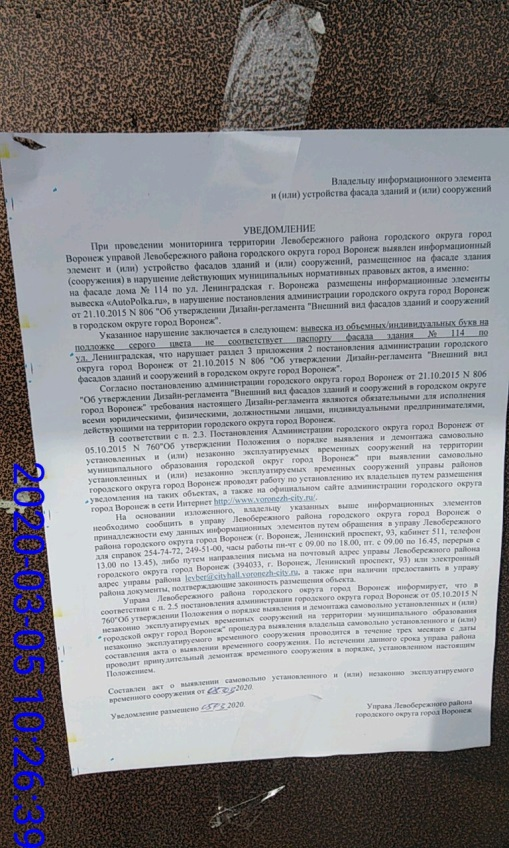 Владельцу информационного элемента
и (или) устройства фасада зданий и (или) сооружений
УВЕДОМЛЕНИЕ
При проведении мониторинга территории Левобережного района городского округа город
Воронеж управой Левобережного района городского округа город Воронеж выявлен информационный
элемент и (или) устройство фасадов зданий и (или) сооружений, размещенное на фасаде здания
(сооружения) в нарушение действующих муниципальных нормативных правовых актов, а именно:
на фасаде дома № 114 по ул. Ленинградская г. Воронежа размещены информационные элементы
вывеска «AutoPolka.ru», в нарушение постановления администрации городского округа город Воронеж
от 21.10.2015 N 806 "Об утверждении Дизайн-регламента "Внешний вид фасадов зданий и сооружений
в городском округе город Воронеж".
Указанное нарушение заключается в следующем: вывеска из объемных/индивидуальных букв на
подложке серого цвета не соответствует паспорту фасада здания № 114 по
ул. Ленинградская, что нарушает раздел 3 приложения 2 постановления администрации городского
округа город Воронеж от 21.10.2015 N 806 "Об утверждении Дизайн-регламента "Внешний вид
фасадов зданий и сооружений в городском округе город Воронеж".
Согласно постановлению администрации городского округа город Воронеж от 21.10.2015 N 806
"Об утверждении Дизайн-регламента "Внешний вид фасадов зданий и сооружений в городском округе
город Воронеж" требования настоящего Дизайн-регламента являются обязательными для исполнения
всеми юридическими, физическими, должностными лицами, индивидуальными предпринимателями,
действующими на территории городского округа город Воронеж.
В соответствии с п. 2.3. Постановления Администрации городского округа город Воронеж от
05.10.2015 N 760"Об утверждении Положения о порядке выявления и демонтажа самовольно
установленных и (или) незаконно эксплуатируемых временных сооружений на территории
муниципального образования городской округ город Воронеж" при выявлении самовольно
установленных и (или) незаконно эксплуатируемых временных сооружений управы районов
городского округа город Воронеж проводят работу по установлению их владельцев путем размещения
уведомления на таких объектах, а также на официальном сайте администрации городского округа
город Воронеж в сети Интернет http://www.voronezh-city.ru/.
На основании изложенного, владельцу указанных выше информационных элементов
необходимо сообщить в управу Левобережного района городского округа город Воронеж о
принадлежности ему данных информационных элементов путем обращения в управу Левобережного
района городского округа город Воронеж (г. Воронеж, Ленинский проспект, 93, кабинет 511, телефон
для справок 254-74-72, 249-51-00, часы работы пн-чт с 09.00 по 18.00, пт. с 09.00 по 16.45, перерыв с
13.00 по 13.45), либо путем направления письма на почтовый адрес управы Левобережного района
городского округа город Воронеж (394033, г. Воронеж, Ленинский проспект, 93) или электронный
адрес управы района levber@cityhall.voronezh-city.ru, а также при наличии предоставить в управу
района документы, подтверждающие законность размещения объекта.
Управа Левобережного района городского округа город Воронеж информирует, что в
соответствии с п. 2.5 постановления администрации городского округа город Воронеж от 05.10.2015 N
760"Об утверждении Положения о порядке выявления и демонтажа самовольно установленных и (или)
незаконно эксплуатируемых временных сооружений на территории муниципального образования
городской округ город Воронеж" процедура выявления владельца самовольно установленного и (или)
незаконно эксплуатируемого временного сооружения проводится в течение трех месяцев с даты
составления акта о выявлении временного сооружения. По истечении данного срока управа района
проводит принудительный демонтаж временного сооружения в порядке, установленном настоящим
Положением.
Составлен акт о выявлении самовольно установленного и (или) незаконно эксплуатируемого
временного сооружения от 2020.
Уведомление размещено 2020.
Управа Левобережного района
городского округа город Воронеж
2020-03-05 10:26:39